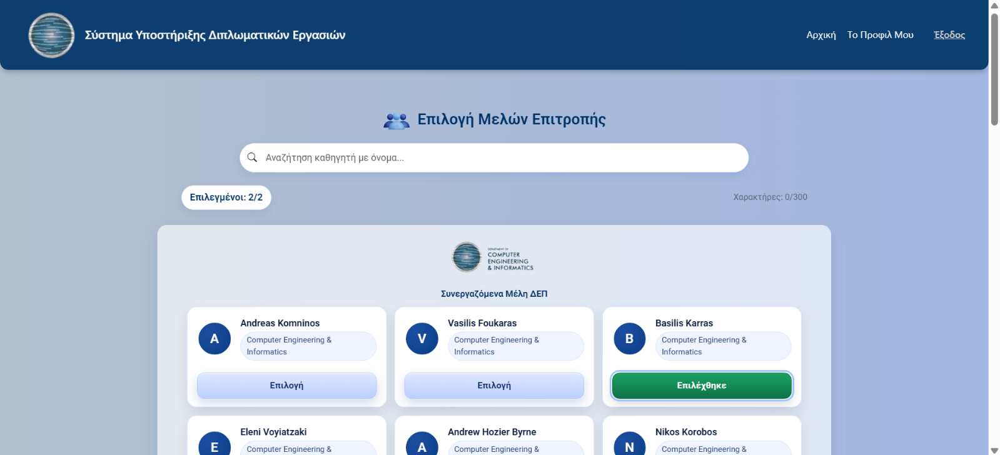 Σύστημα Υποστήριξης Διπλωματικών Εργασιών
Αρχική
Το Προφιλ Μου
Έξοδος
Επιλογή Μελών Επιτροπής
Αναζήτηση καθηγητή με όνομα...
Επιλεγμένοι: 2/2
Χαρακτήρες: 0/300
DEPARTMENT OF
COMPUTER
ENGINEERING
& INFORMATICS
Συνεργαζόμενα Μέλη ΔΕΠ
A
Andreas Komninos
Computer Engineering &
Informatics
Επιλογή
V
Vasilis Foukaras
Computer Engineering &
Informatics
Επιλογή
B
Basilis Karras
Computer Engineering &
Informatics
Επιλέχθηκε
E
Eleni Voyiatzaki
Computer Engineering &
A
Andrew Hozier Byrne
Computer Engineering &
N
Nikos Korobos
Computer Engineering &